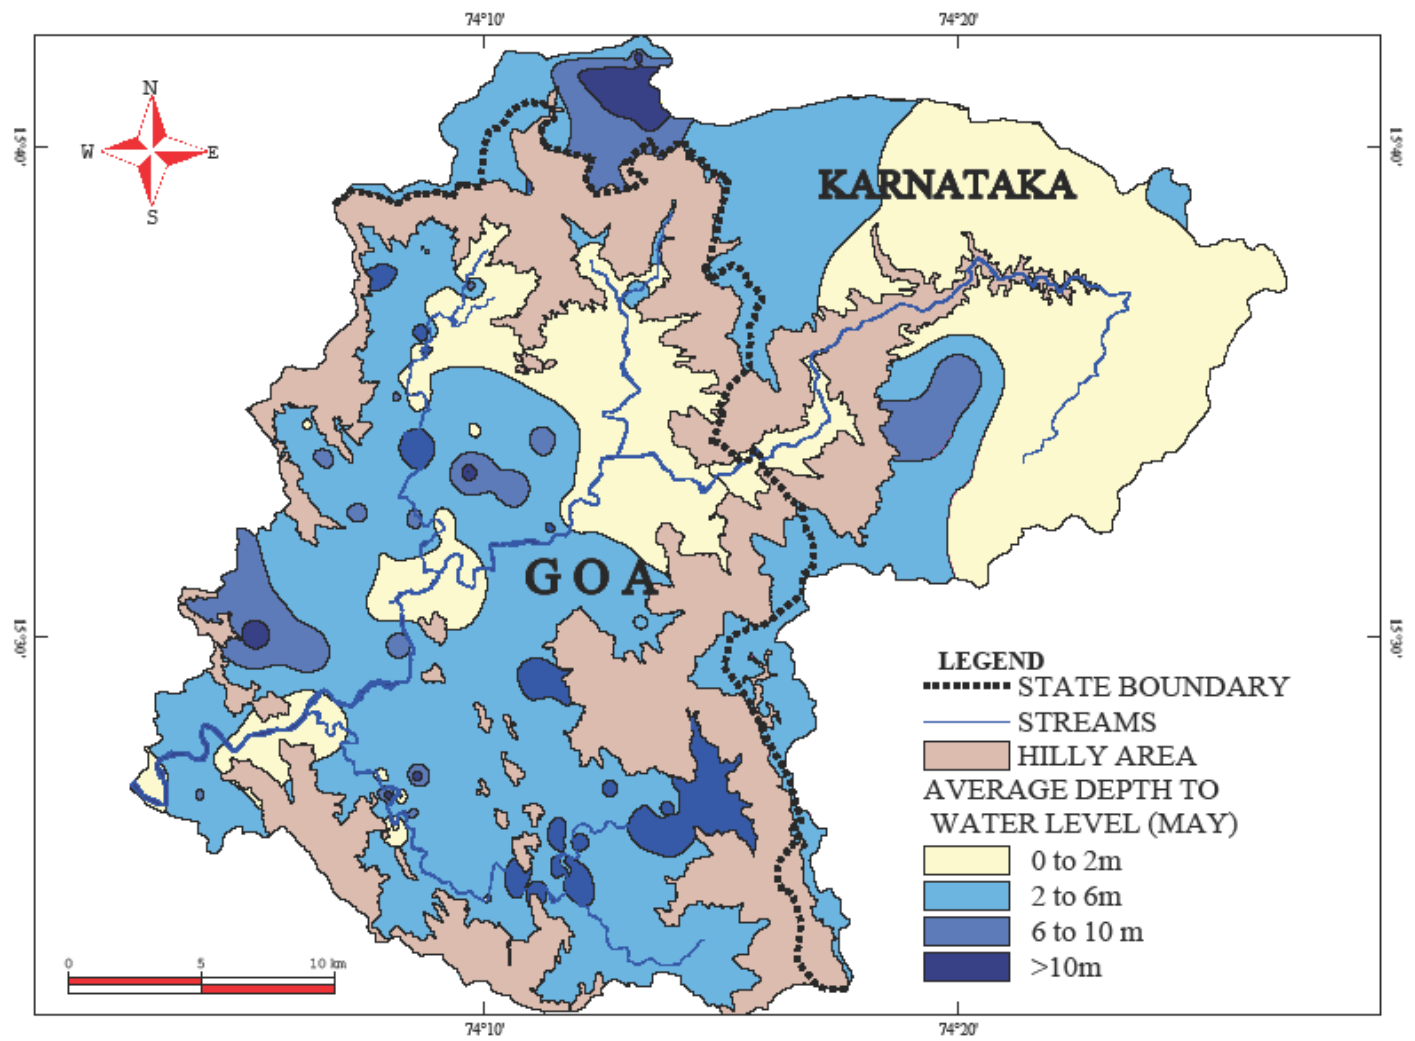 74°10'
74°20'
N
W
E
S
15°40'
15°40'
KARNATAKA
GOA
15°30'
15°30'
LEGEND
STATE BOUNDARY
STREAMS
HILLY AREA
AVERAGE DEPTH TO
WATER LEVEL (MAY)
0 to 2m
2 to 6m
6 to 10 m
>10m
0
5
10 km
74°10'
74°20'